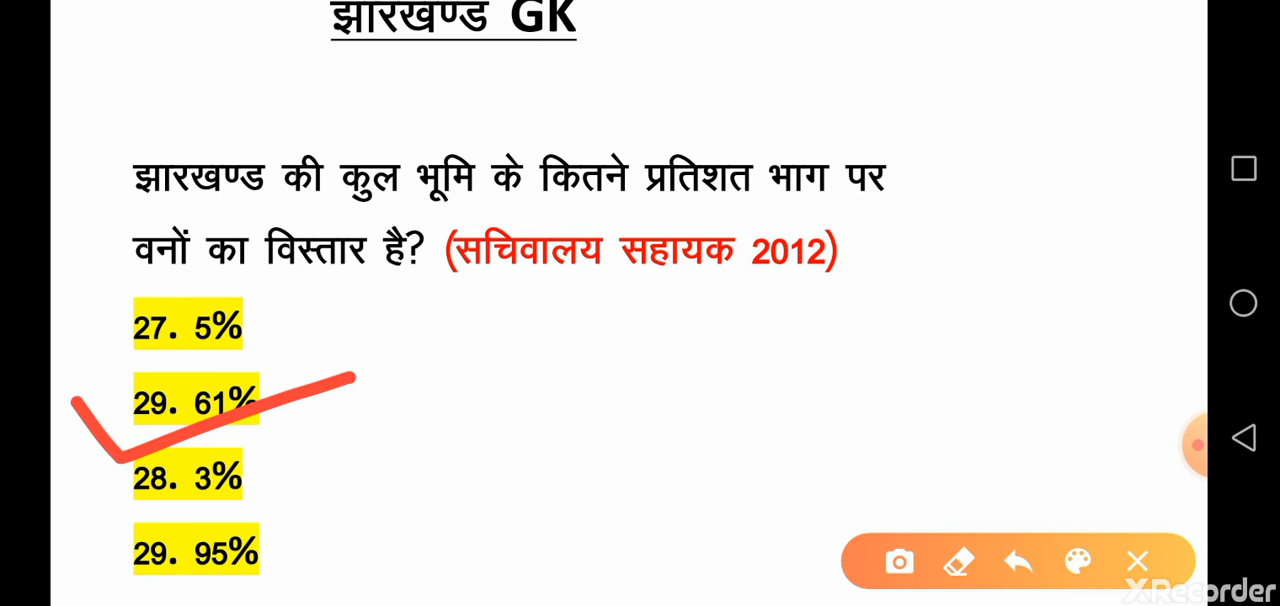 झारखण्ड GK
झारखण्ड की कुल भूमि के कितने प्रतिशत भाग पर
वनों का विस्तार है? (सचिवालय सहायक 2012)
27. 5%
29. 61%
28. 3%
29. 95%
XRecorder